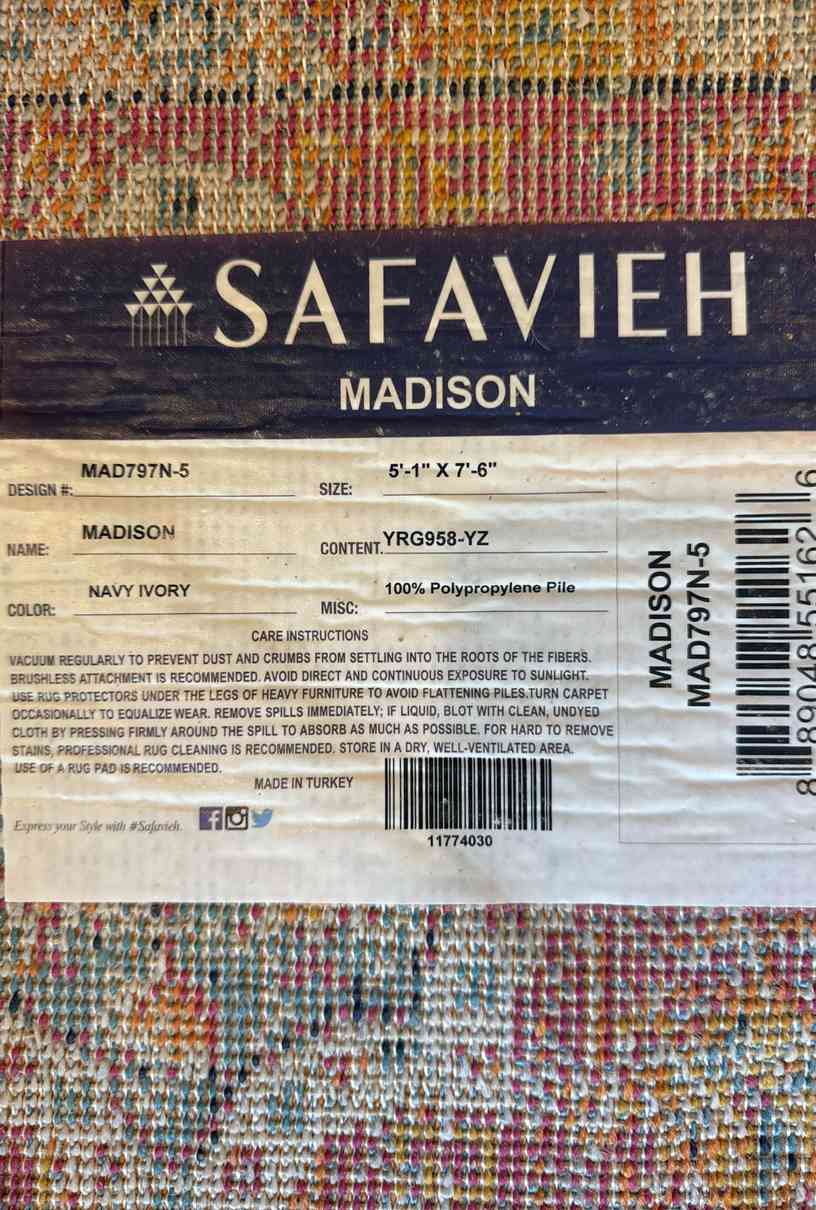 SAFAVIEH
MADISON
DESIGN #: MAD797N-5
SIZE: 5'-1" X 7'-6"
NAME: MADISON
CONTENT. YRG958-YZ
COLOR: NAVY IVORY
MISC: 100% Polypropylene Pile
CARE INSTRUCTIONS
VACUUM REGULARLY TO PREVENT DUST AND CRUMBS FROM SETTLING INTO THE ROOTS OF THE FIBERS.
BRUSHLESS ATTACHMENT IS RECOMMENDED. AVOID DIRECT AND CONTINUOUS EXPOSURE TO SUNLIGHT.
USE RUG PROTECTORS UNDER THE LEGS OF HEAVY FURNITURE TO AVOID FLATTENING PILES.TURN CARPET
OCCASIONALLY TO EQUALIZE WEAR. REMOVE SPILLS IMMEDIATELY; IF LIQUID, BLOT WITH CLEAN, UNDYED
CLOTH BY PRESSING FIRMLY AROUND THE SPILL TO ABSORB AS MUCH AS POSSIBLE. FOR HARD TO REMOVE
STAINS, PROFESSIONAL RUG CLEANING IS RECOMMENDED. STORE IN A DRY, WELL-VENTILATED AREA.
USE OF A RUG PAD IS RECOMMENDED.
MADE IN TURKEY
Express your Style with #Safavieh.
11774030
MADISON
MAD797N-5
8 89048 55162 6